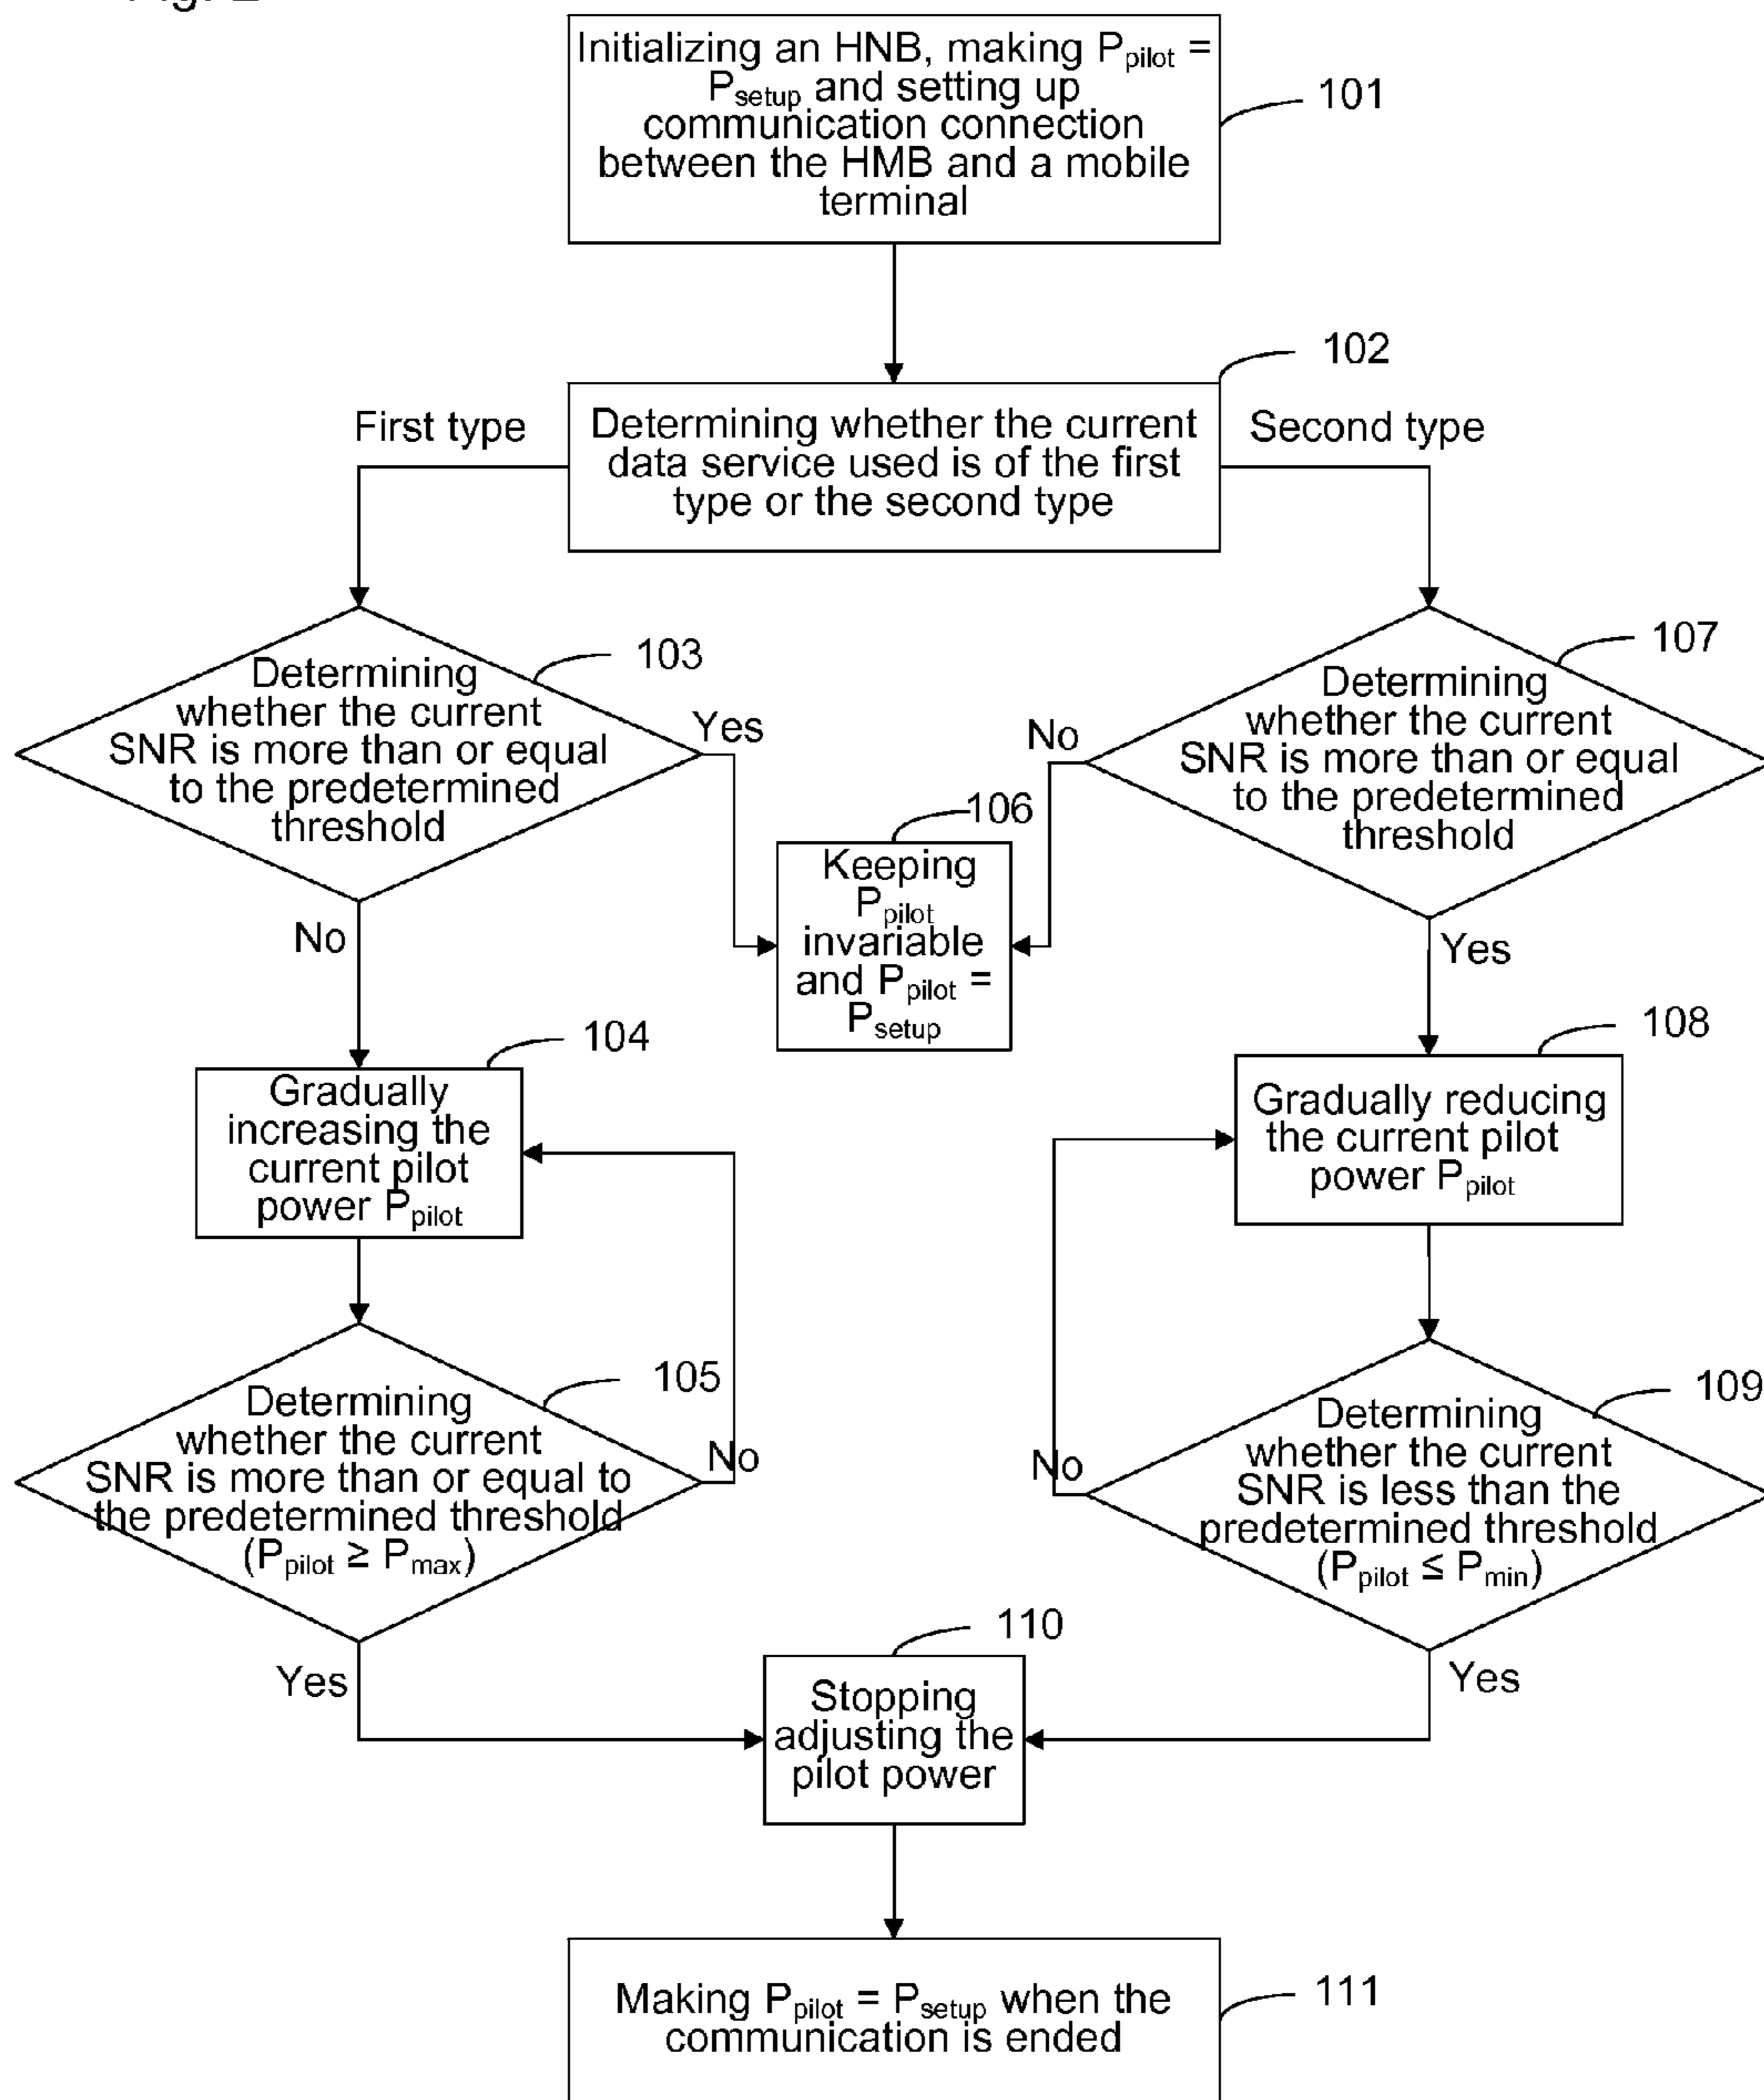 Initializing an HNB, making Ppilot =
Psetup and setting up
communication connection
between the HMB and a mobile
terminal
101
102
First type
Determining whether the current
data service used is of the first
type or the second type
Second type
103
Determining
whether the current
SNR is more than or equal
to the predetermined
threshold
Yes
No
107
Determining
whether the current
SNR is more than or equal
to the predetermined
threshold
No
Yes
106
Keeping
Ppilot
invariable
and Ppilot =
Psetup
104
Gradually
increasing the
current pilot
power Ppilot
108
Gradually reducing
the current pilot
power Ppilot
105
Determining
whether the current
SNR is more than or equal to
the predetermined threshold
(Ppilot ≥ Pmax)
No
Yes
109
Determining
whether the current
SNR is less than the
predetermined threshold
(Ppilot ≤ Pmin)
No
Yes
110
Stopping
adjusting the
pilot power
Making Ppilot = Psetup when the
communication is ended
111